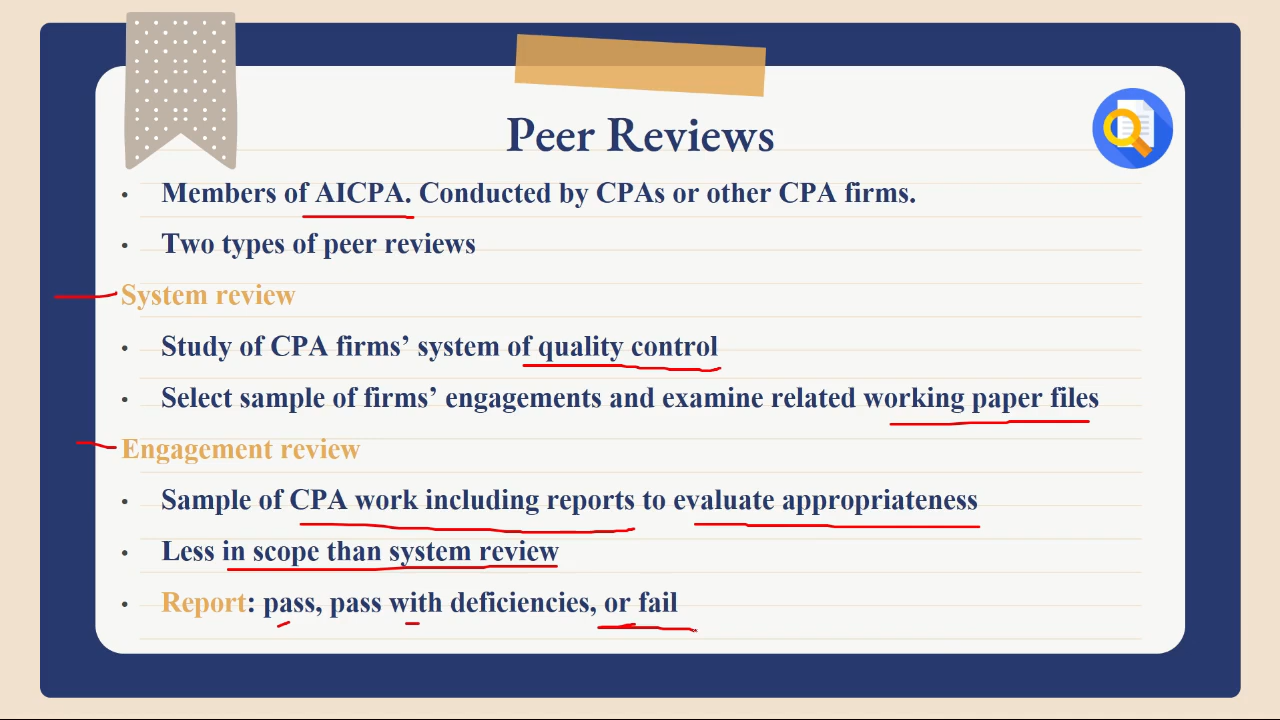 Peer Reviews
• Members of AICPA. Conducted by CPAs or other CPA firms.
• Two types of peer reviews
System review
• Study of CPA firms’ system of quality control
• Select sample of firms’ engagements and examine related working paper files
Engagement review
• Sample of CPA work including reports to evaluate appropriateness
• Less in scope than system review
• Report: pass, pass with deficiencies, or fail